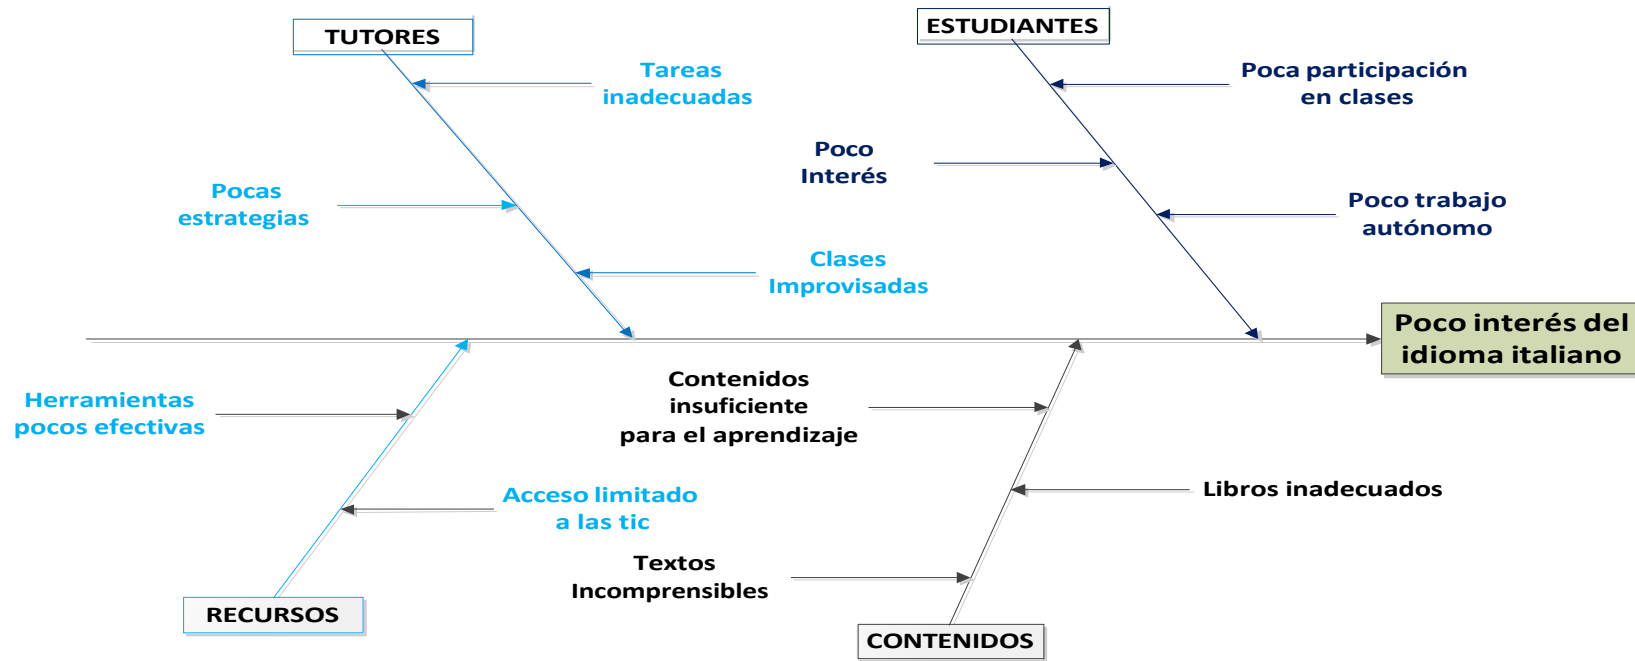 TUTORES
ESTUDIANTES
Tareas
inadecuadas
Poca participación
en clases
Poco
Interés
Pocas
estrategias
Poco trabajo
autónomo
Clases
Improvisadas
Poco interés del
idioma italiano
Herramientas
pocos efectivas
Contenidos
insuficiente
para el aprendizaje
Acceso limitado
a las tic
Libros inadecuados
Textos
Incomprensibles
RECURSOS
CONTENIDOS